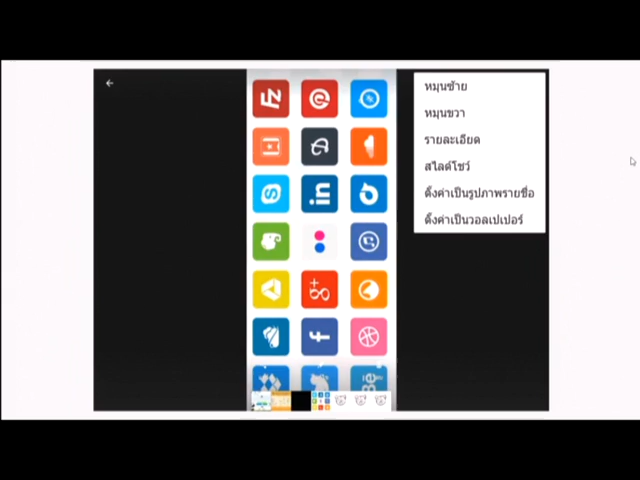 หมุนซ้าย
หมุนขวา
รายละเอียด
สไลด์โชว์
ตั้งค่าเป็นรูปภาพรายชื่อ
ตั้งค่าเป็นวอลเปเปอร์
in
f
Bē